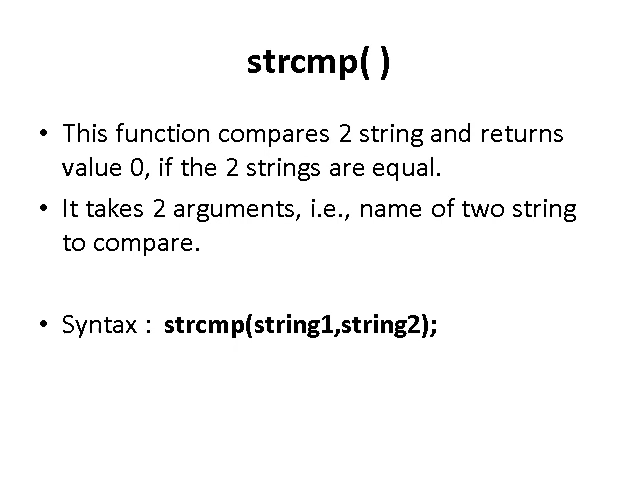 strcmp( )
• This function compares 2 string and returns
value 0, if the 2 strings are equal.
• It takes 2 arguments, i.e., name of two string
to compare.
• Syntax : strcmp(string1,string2);